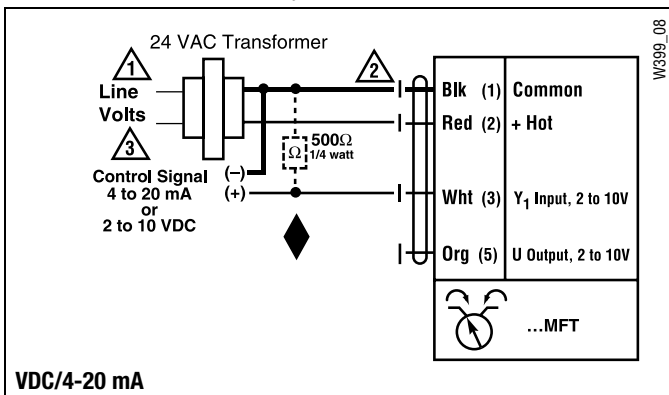 W399_08
24 VAC Transformer
1
Line
Volts
2
3
Control Signal
4 to 20 mA
or
2 to 10 VDC
(–)
(+)
Ω
500Ω
1/4 watt
Blk (1) Common
Red (2) + Hot
Wht (3) Y1 Input, 2 to 10V
Org (5) U Output, 2 to 10V
...MFT
VDC/4-20 mA